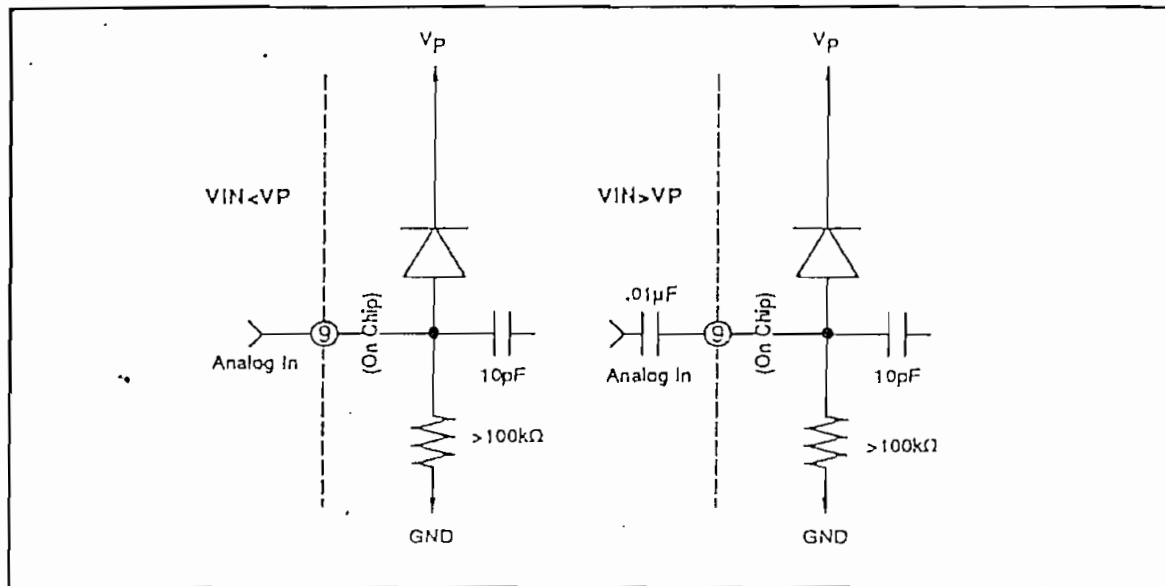 VP
VIN<VP
9
(On Chip)
Analog In
10pF
>100kΩ
GND
VP
VIN>VP
.01µF
9
(On Chip)
Analog In
10pF
>100kΩ
GND